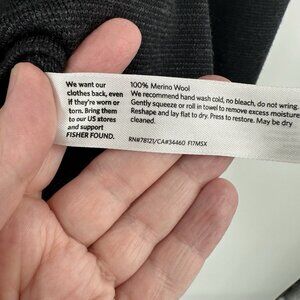 We want our
clothes back, even
if they're worn or
torn. Bring them
to our US stores
and support
FISHER FOUND.
100% Merino Wool
We recommend hand wash cold, no bleach, do not wring.
Gently squeeze or roll in towel to remove excess moisture.
Reshape and lay flat to dry. Press to restore. May be dry
cleaned.
RN#78121/CA#34460 F17MSX